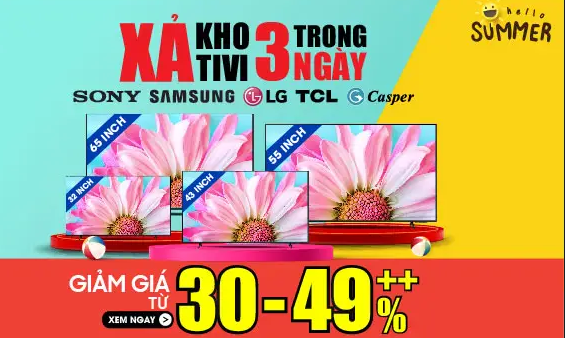 XẢ KHO TIVI 3 TRONG NGÀY
hello
SUMMER
SONY SAMSUNG LG TCL Casper
65 INCH
55 INCH
32 INCH
43 INCH
GIẢM GIÁ
TỪ
30-49++%
XEM NGAY